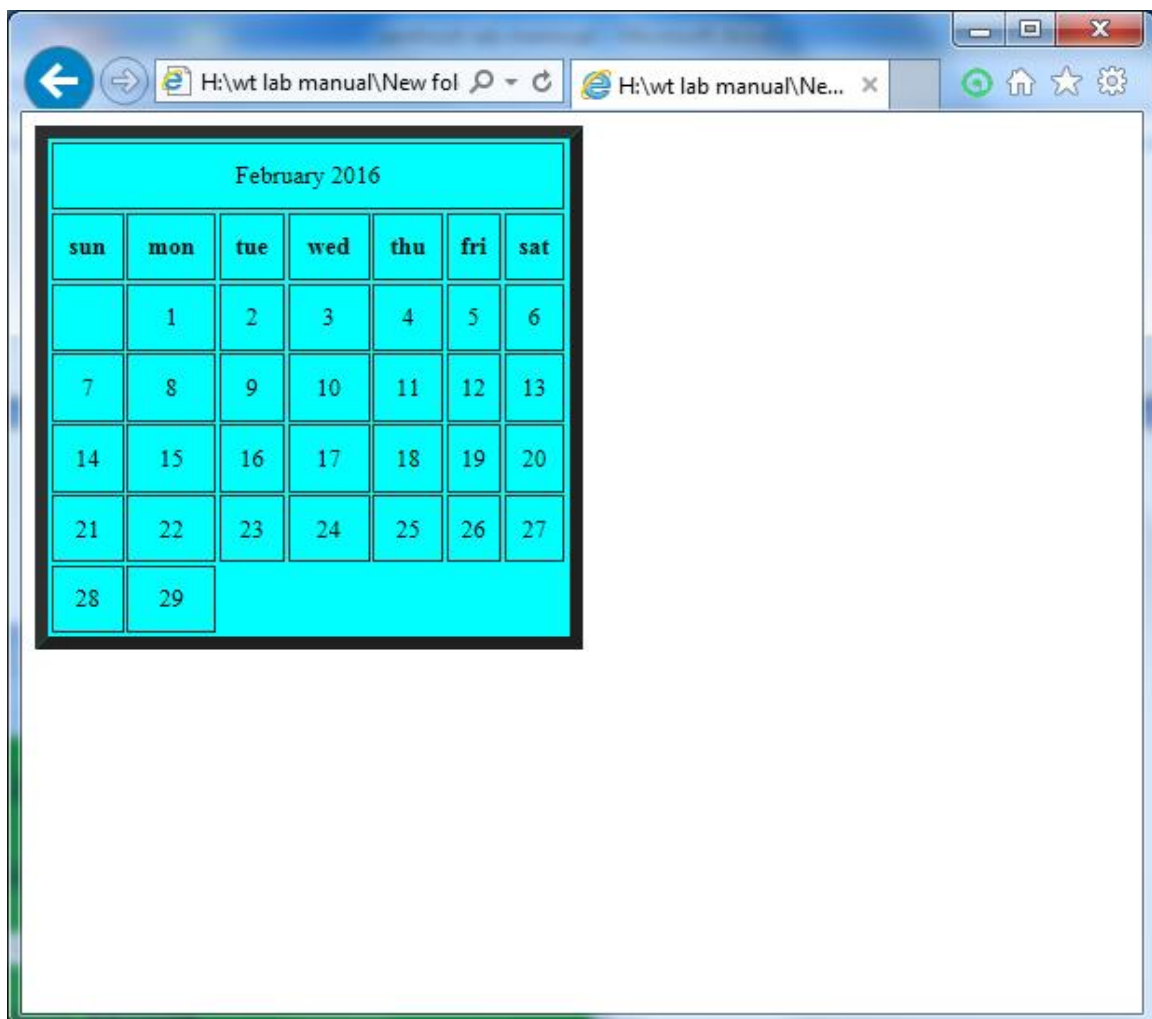 H:\wt lab manual\New fol
H:\wt lab manual\Ne...
February 2016
sun mon tue wed thu fri sat
1 2 3 4 5 6
7 8 9 10 11 12 13
14 15 16 17 18 19 20
21 22 23 24 25 26 27
28 29